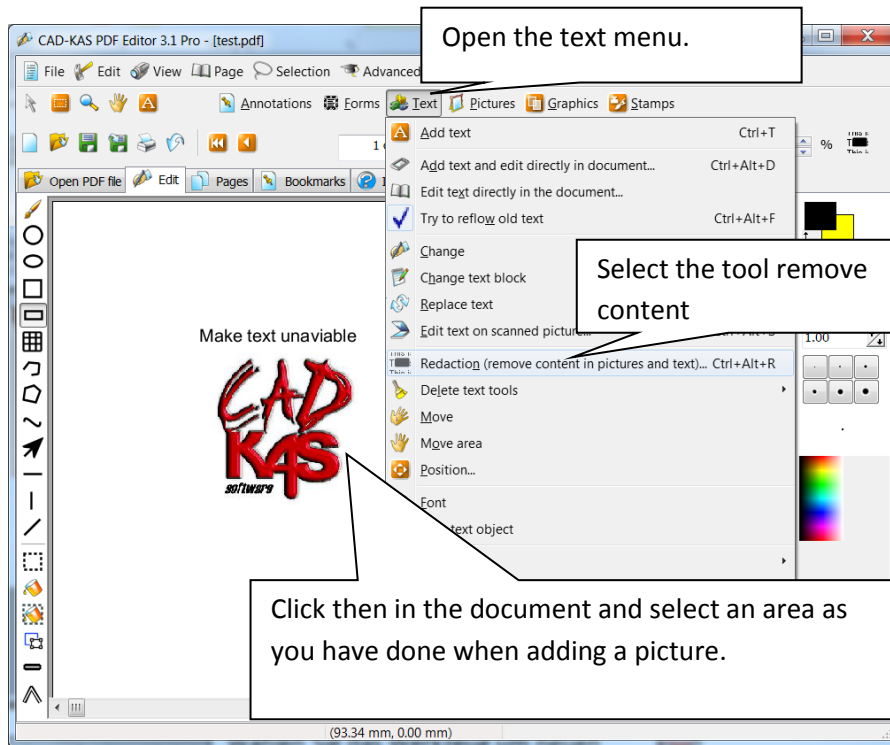 CAD-KAS PDF Editor 3.1 Pro - [test.pdf]
Open the text menu.
File Edit View Page Selection Advanced
Annotations Forms Text Pictures Graphics Stamps
1
%
Open PDF file Edit Pages Bookmarks
Add text Ctrl+T
Add text and edit directly in document... Ctrl+Alt+D
Edit text directly in the document...
Try to reflow old text Ctrl+Alt+F
Change
Change text block
Replace text
Edit text on scanned picture...
Select the tool remove
content
1.00
Redaction (remove content in pictures and text)... Ctrl+Alt+R
Delete text tools
Move
Move area
Position...
Font
text object
Make text unaviable
CAD
KAS
software
Click then in the document and select an area as
you have done when adding a picture.
(93.34 mm, 0.00 mm)